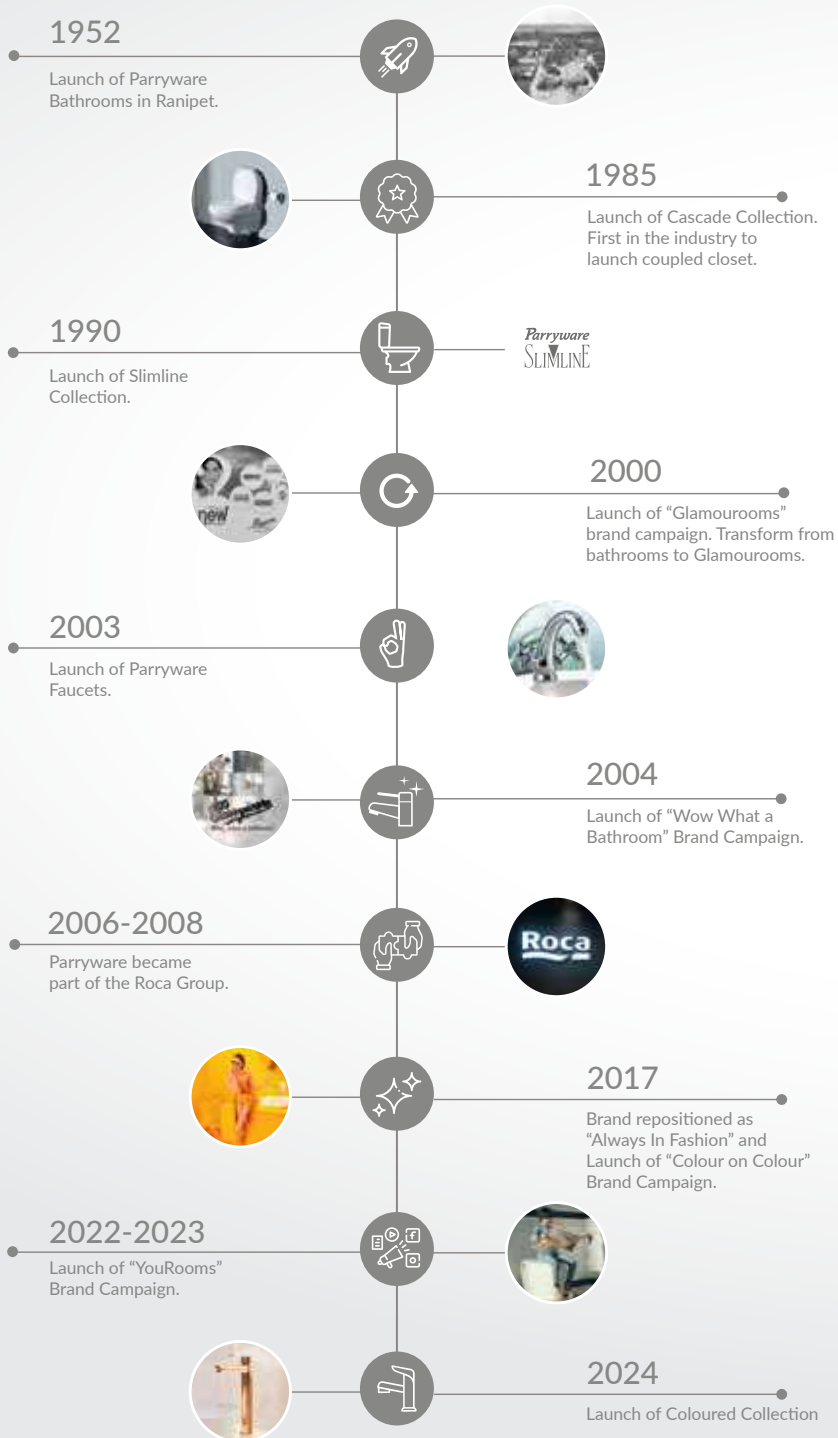 1952
Launch of Parryware
Bathrooms in Ranipet.
1985
Launch of Cascade Collection.
First in the industry to
launch coupled closet.
1990
Launch of Slimline
Collection.
Parryware
SLIMLINE
2000
Launch of “Glamourooms”
brand campaign. Transform from
bathrooms to Glamourooms.
new
2003
Launch of Parryware
Faucets.
2004
Launch of “Wow What a
Bathroom” Brand Campaign.
2006-2008
Parryware became
part of the Roca Group.
Roca
2017
Brand repositioned as
“Always In Fashion” and
Launch of “Colour on Colour”
Brand Campaign.
2022-2023
Launch of “YouRooms”
Brand Campaign.
2024
Launch of Coloured Collection